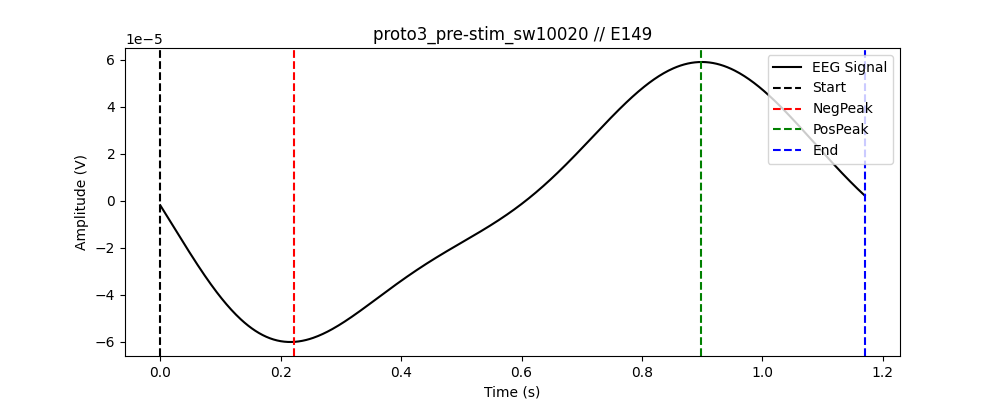 proto3_pre-stim_sw10020 // E149
1e−5
6
4
2
0
−2
−4
−6
Amplitude (V)
0.0 0.2 0.4 0.6 0.8 1.0 1.2
Time (s)
EEG Signal
Start
NegPeak
PosPeak
End